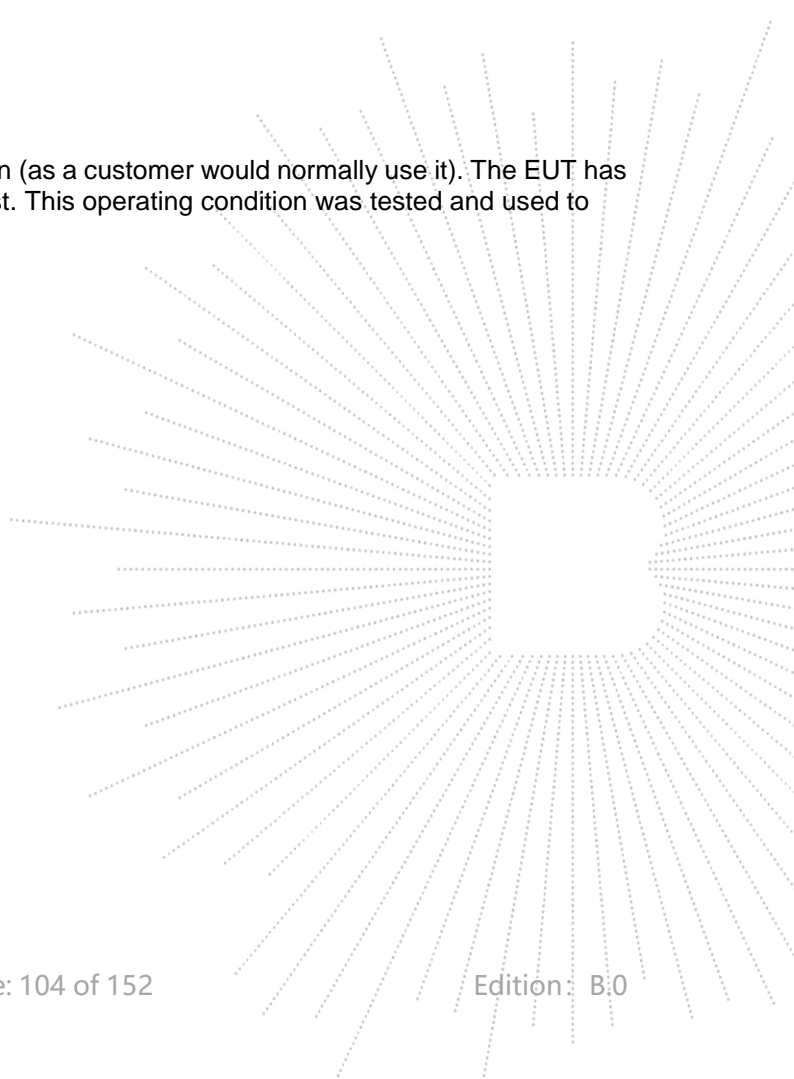 n (as a customer would normally use it). The EUT has
st. This operating condition was tested and used to
e: 104 of 152 Edition: B.0